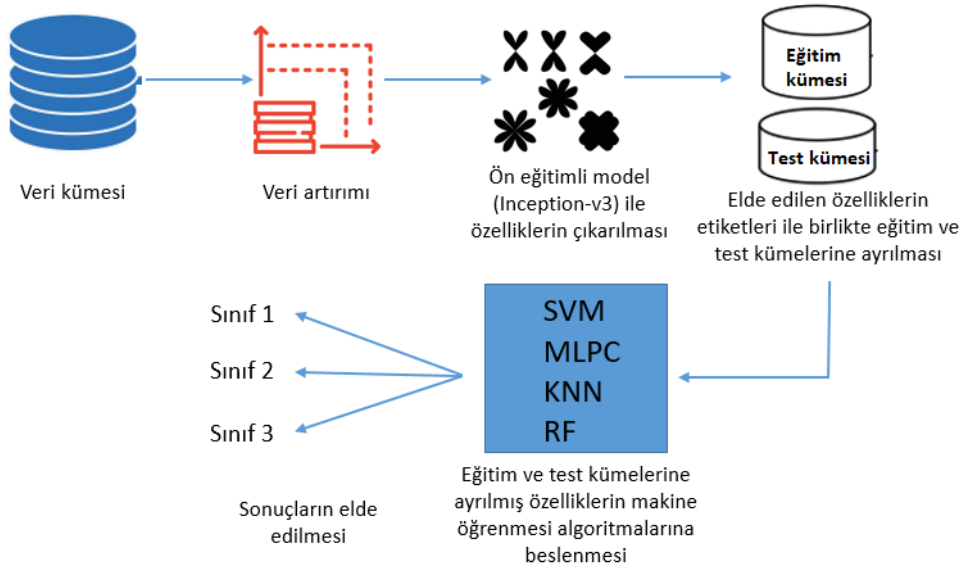 Veri kümesi
Veri artırımı
Ön eğitimli model
(Inception-v3) ile
özelliklerin çıkarılması
Eğitim
kümesi
Test kümesi
Elde edilen özelliklerin
etiketleri ile birlikte eğitim ve
test kümelerine ayrılması
SVM
MLPC
KNN
RF
Eğitim ve test kümelerine
ayrılmış özelliklerin makine
öğrenmesi algoritmalarına
beslenmesi
Sınıf 1
Sınıf 2
Sınıf 3
Sonuçların elde
edilmesi